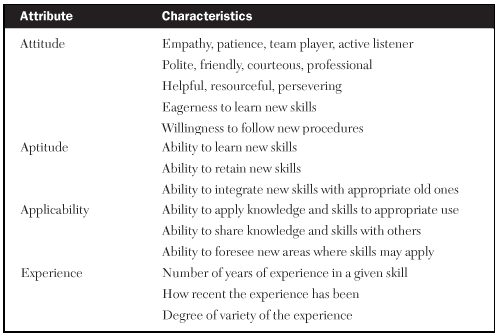 Attribute Characteristics
Attitude Empathy, patience, team player, active listener
Polite, friendly, courteous, professional
Helpful, resourceful, persevering
Eagerness to learn new skills
Willingness to follow new procedures
Aptitude Ability to learn new skills
Ability to retain new skills
Ability to integrate new skills with appropriate old ones
Applicability Ability to apply knowledge and skills to appropriate use
Ability to share knowledge and skills with others
Ability to foresee new areas where skills may apply
Experience Number of years of experience in a given skill
How recent the experience has been
Degree of variety of the experience